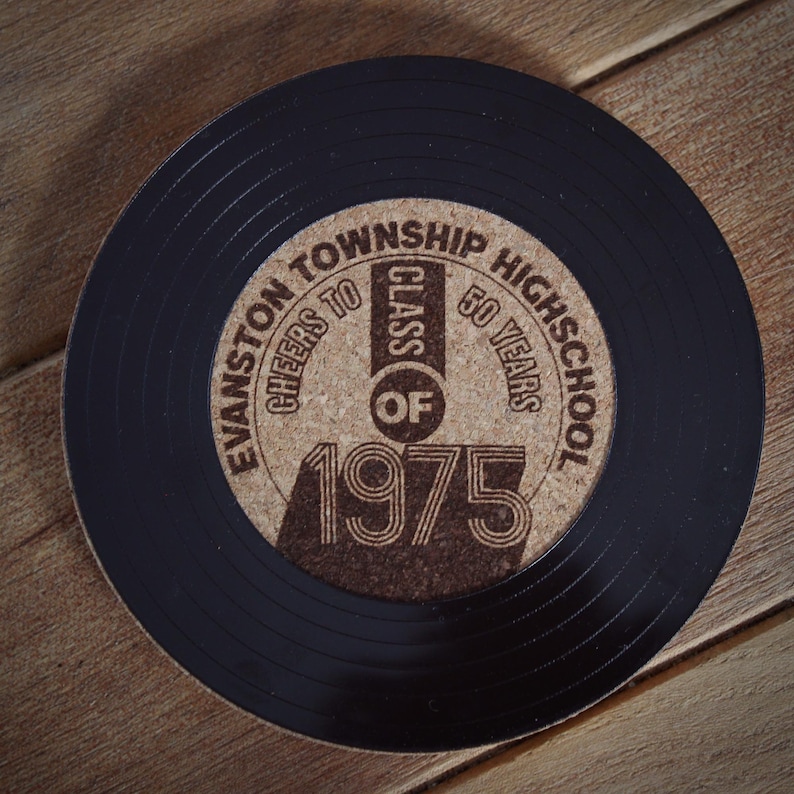 EVANSTON TOWNSHIP HIGHSCHOOL
CHEERS TO
50 YEARS
CLASS
OF
1975